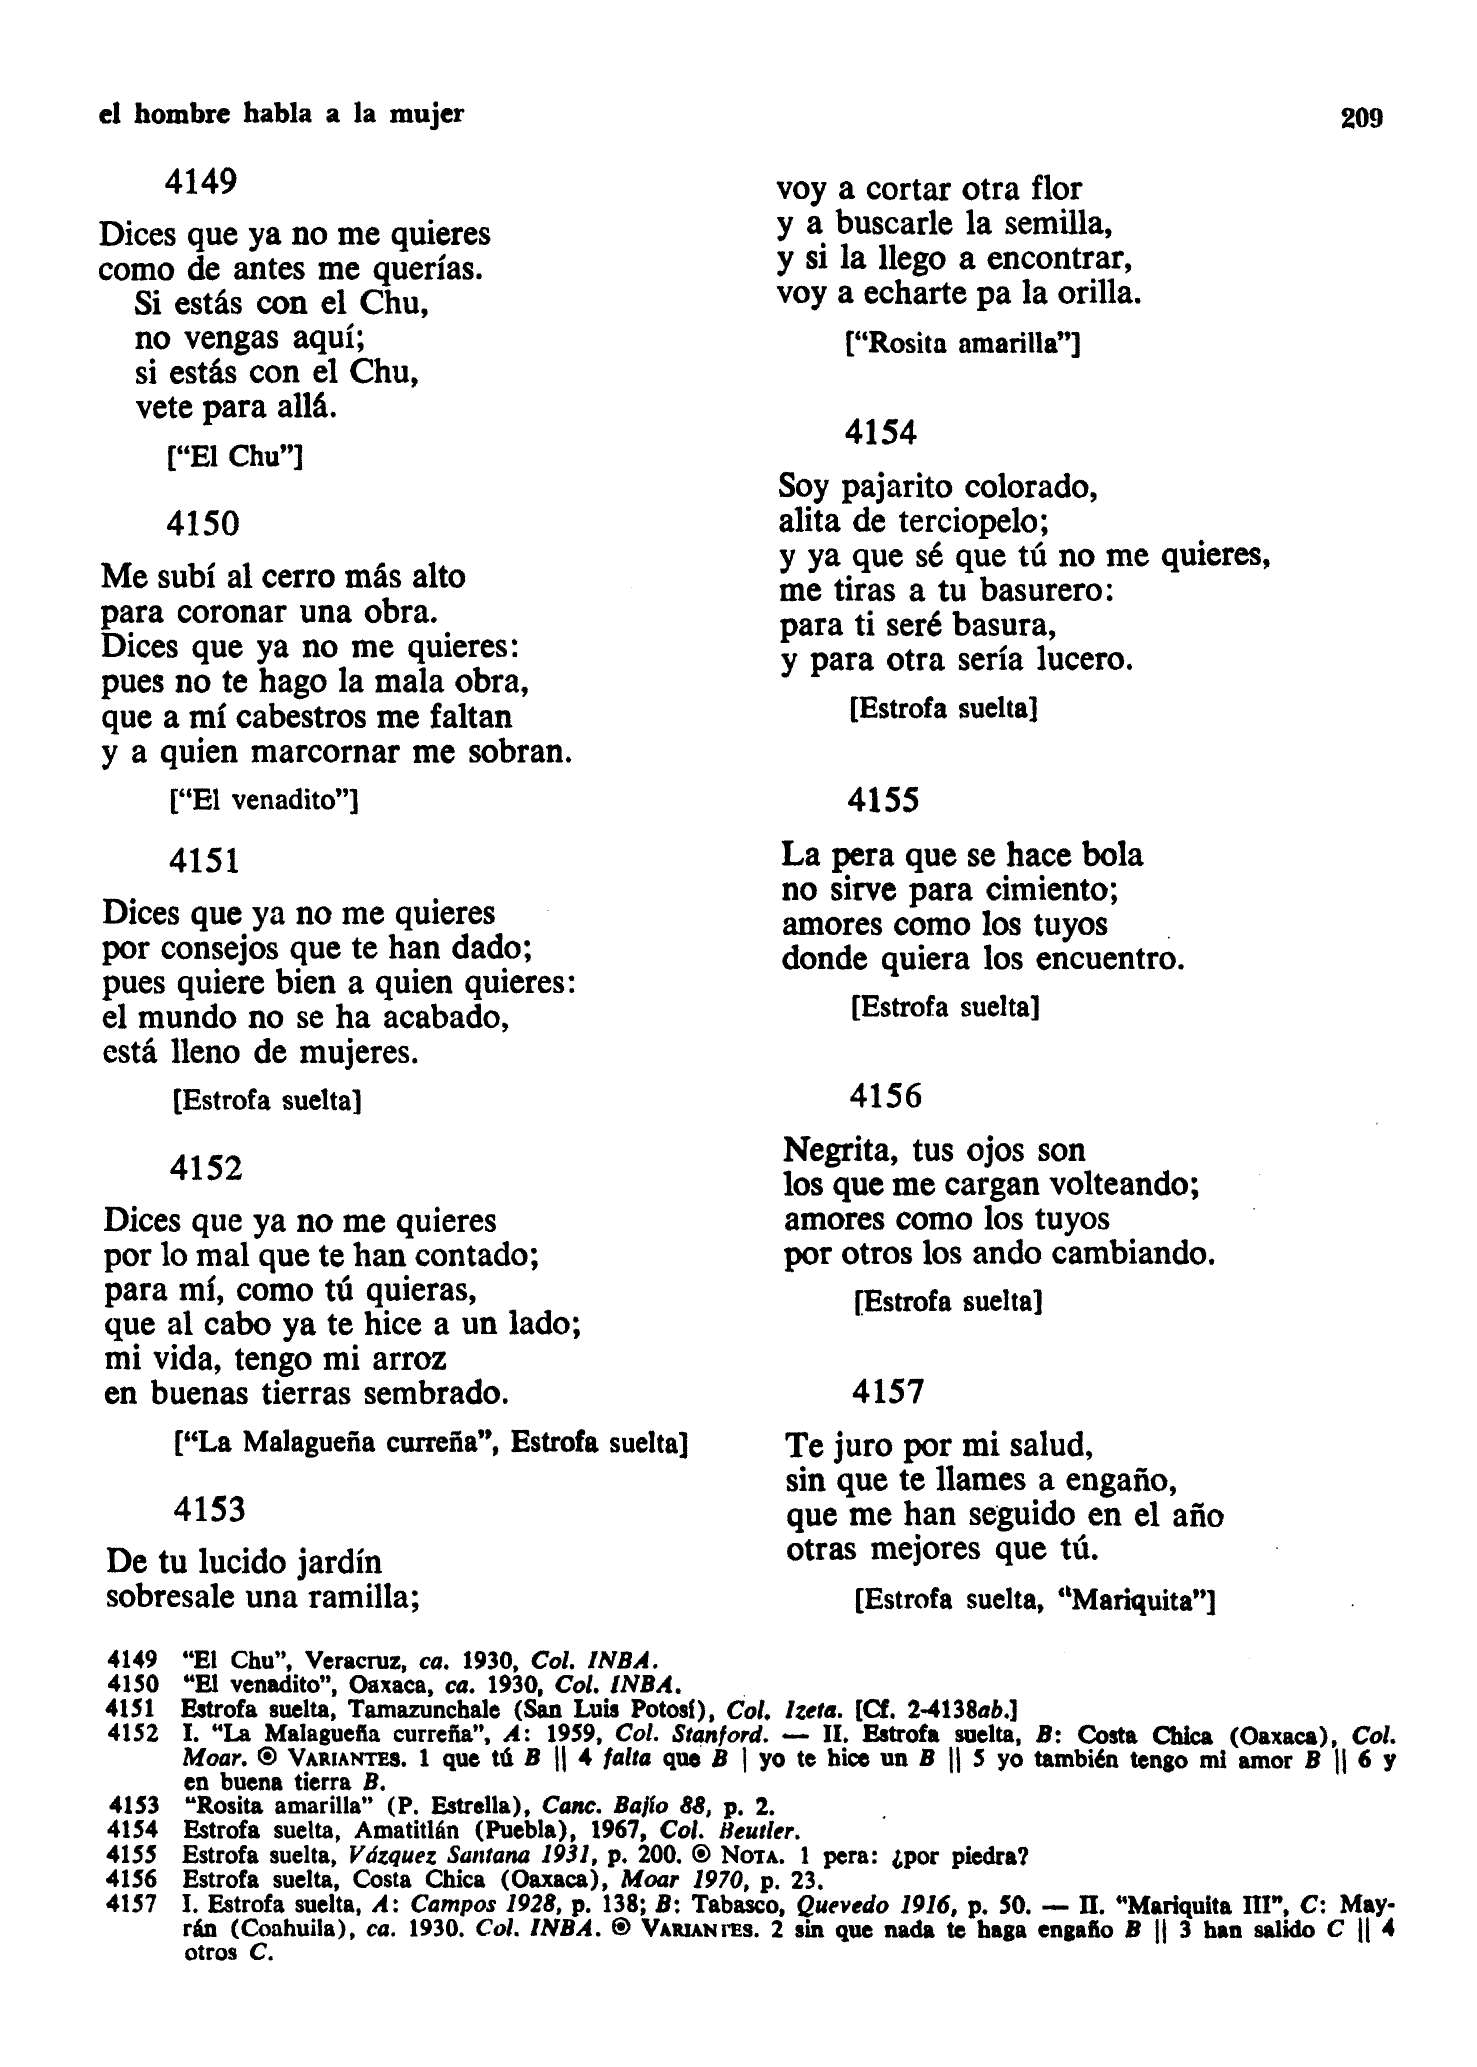 el hombre habla a la mujer
209
4149
Dices que ya no me quieres
como de antes me querías.
Si estás con el Chu,
no vengas aquí;
si estás con el Chu,
vete para allá.
[“El Chu”]
4150
Me subí al cerro más alto
para coronar una obra.
Dices que ya no me quieres:
pues no te hago la mala obra,
que a mí cabestros me faltan
y a quien marcornar me sobran.
[“El venadito”]
4151
Dices que ya no me quieres
por consejos que te han dado;
pues quiere bien a quien quieres:
el mundo no se ha acabado,
está lleno de mujeres.
[Estrofa suelta]
4152
Dices que ya no me quieres
por lo mal que te han contado;
para mí, como tú quieras,
que al cabo ya te hice a un lado;
mi vida, tengo mi arroz
en buenas tierras sembrado.
[“La Malagueña curreña”, Estrofa suelta]
4153
De tu lucido jardín
sobresale una ramilla;
voy a cortar otra flor
y a buscarle la semilla,
y si la llego a encontrar,
voy a echarte pa la orilla.
[“Rosita amarilla”]
4154
Soy pajarito colorado,
alita de terciopelo;
y ya que sé que tú no me quieres,
me tiras a tu basurero:
para ti seré basura,
y para otra sería lucero.
[Estrofa suelta]
4155
La pera que se hace bola
no sirve para cimiento;
amores como los tuyos
donde quiera los encuentro.
[Estrofa suelta]
4156
Negrita, tus ojos son
los que me cargan volteando;
amores como los tuyos
por otros los ando cambiando.
[Estrofa suelta]
4157
Te juro por mi salud,
sin que te llames a engaño,
que me han seguido en el año
otras mejores que tú.
[Estrofa suelta, “Mariquita”]
4149 “El Chu”, Veracruz, ca. 1930, Col. INBA.
4150 “El venadito”, Oaxaca, ca. 1930, Col. INBA.
4151 Estrofa suelta, Tamazunchale (San Luis Potosí), Col. Izeta. [Cf. 2-4138ab.]
4152 I. “La Malagueña curreña”, A: 1959, Col. Stanford. — II. Estrofa suelta, B: Costa Chica (Oaxaca), Col.
Moar. ⊙ VARIANTES. 1 que tú B || 4 falta que B | yo te hice un B || 5 yo también tengo mi amor B || 6 y
en buena tierra B.
4153 “Rosita amarilla” (P. Estrella), Canc. Bajío 88, p. 2.
4154 Estrofa suelta, Amatitlán (Puebla), 1967, Col. Beutler.
4155 Estrofa suelta, Vázquez Santana 1931, p. 200. ⊙ NOTA. 1 pera: ¿por piedra?
4156 Estrofa suelta, Costa Chica (Oaxaca), Moar 1970, p. 23.
4157 I. Estrofa suelta, A: Campos 1928, p. 138; B: Tabasco, Quevedo 1916, p. 50. — II. “Mariquita III”, C: May-
rán (Coahuila), ca. 1930. Col. INBA. ⊙ VARIANTES. 2 sin que nada te haga engaño B || 3 han salido C || 4
otros C.